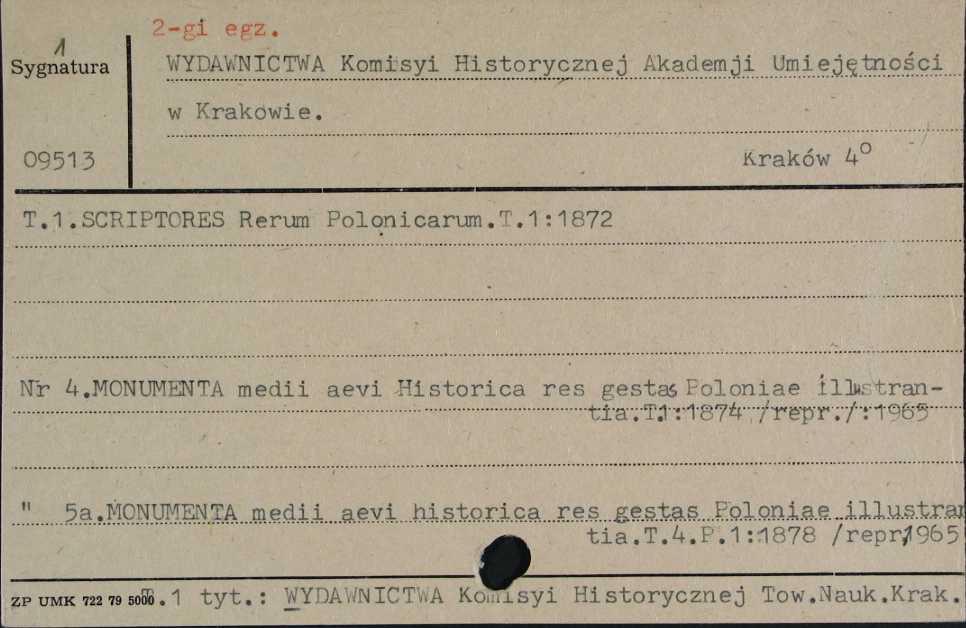 2-gi egz.
1
Sygnatura
WYDAWNICTWA Komisyi Historycznej Akademji Umiejętności
w Krakowie.
09513
Kraków 4°
T.1.SCRIPTORES Rerum Polonicarum.T.1:1872
Nr 4.MONUMENTA medii aevi Historica res gestas Poloniae illustran-
tia.T.1:1874 /repr./:1965
" 5a.MONUMENTA medii aevi historica res gestas Poloniae illustran
tia.T.4.P.1:1878 /repr,1965
ZP UMK 722 79 5000
T.1 tyt.: WYDAWNICTWA Komisyi Historycznej Tow.Nauk.Krak.